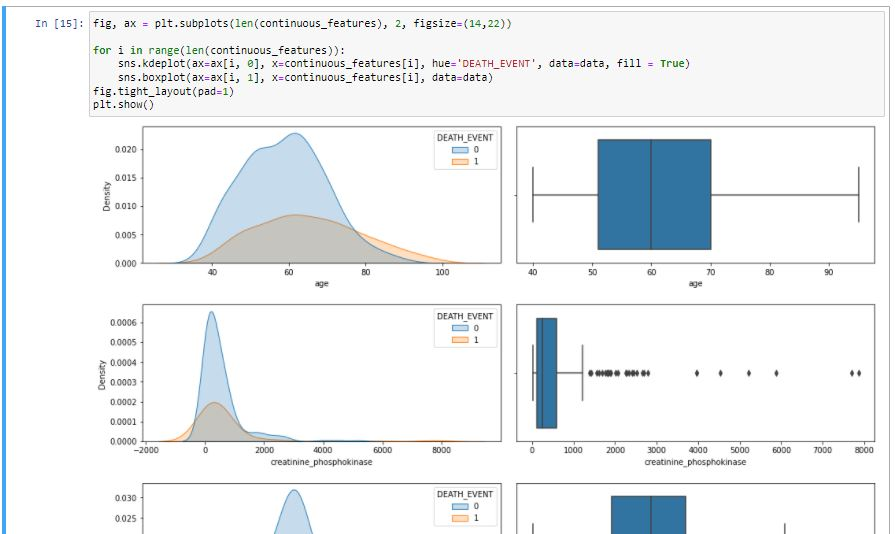 In [15]: fig, ax = plt.subplots(len(continuous_features), 2, figsize=(14,22))
for i in range(len(continuous_features)):
sns.kdeplot(ax=ax[i, 0], x=continuous_features[i], hue='DEATH_EVENT', data=data, fill = True)
sns.boxplot(ax=ax[i, 1], x=continuous_features[i], data=data)
fig.tight_layout(pad=1)
plt.show()
DEATH_EVENT
0
1
0.020
0.015
0.010
0.005
0.000
Density
40 60 80 100
age
40 50 60 70 80 90
age
DEATH_EVENT
0
1
0.0006
0.0005
0.0004
0.0003
0.0002
0.0001
0.0000
Density
−2000 0 2000 4000 6000 8000
creatinine_phosphokinase
0 1000 2000 3000 4000 5000 6000 7000 8000
creatinine_phosphokinase
DEATH_EVENT
0
1
0.030
0.025